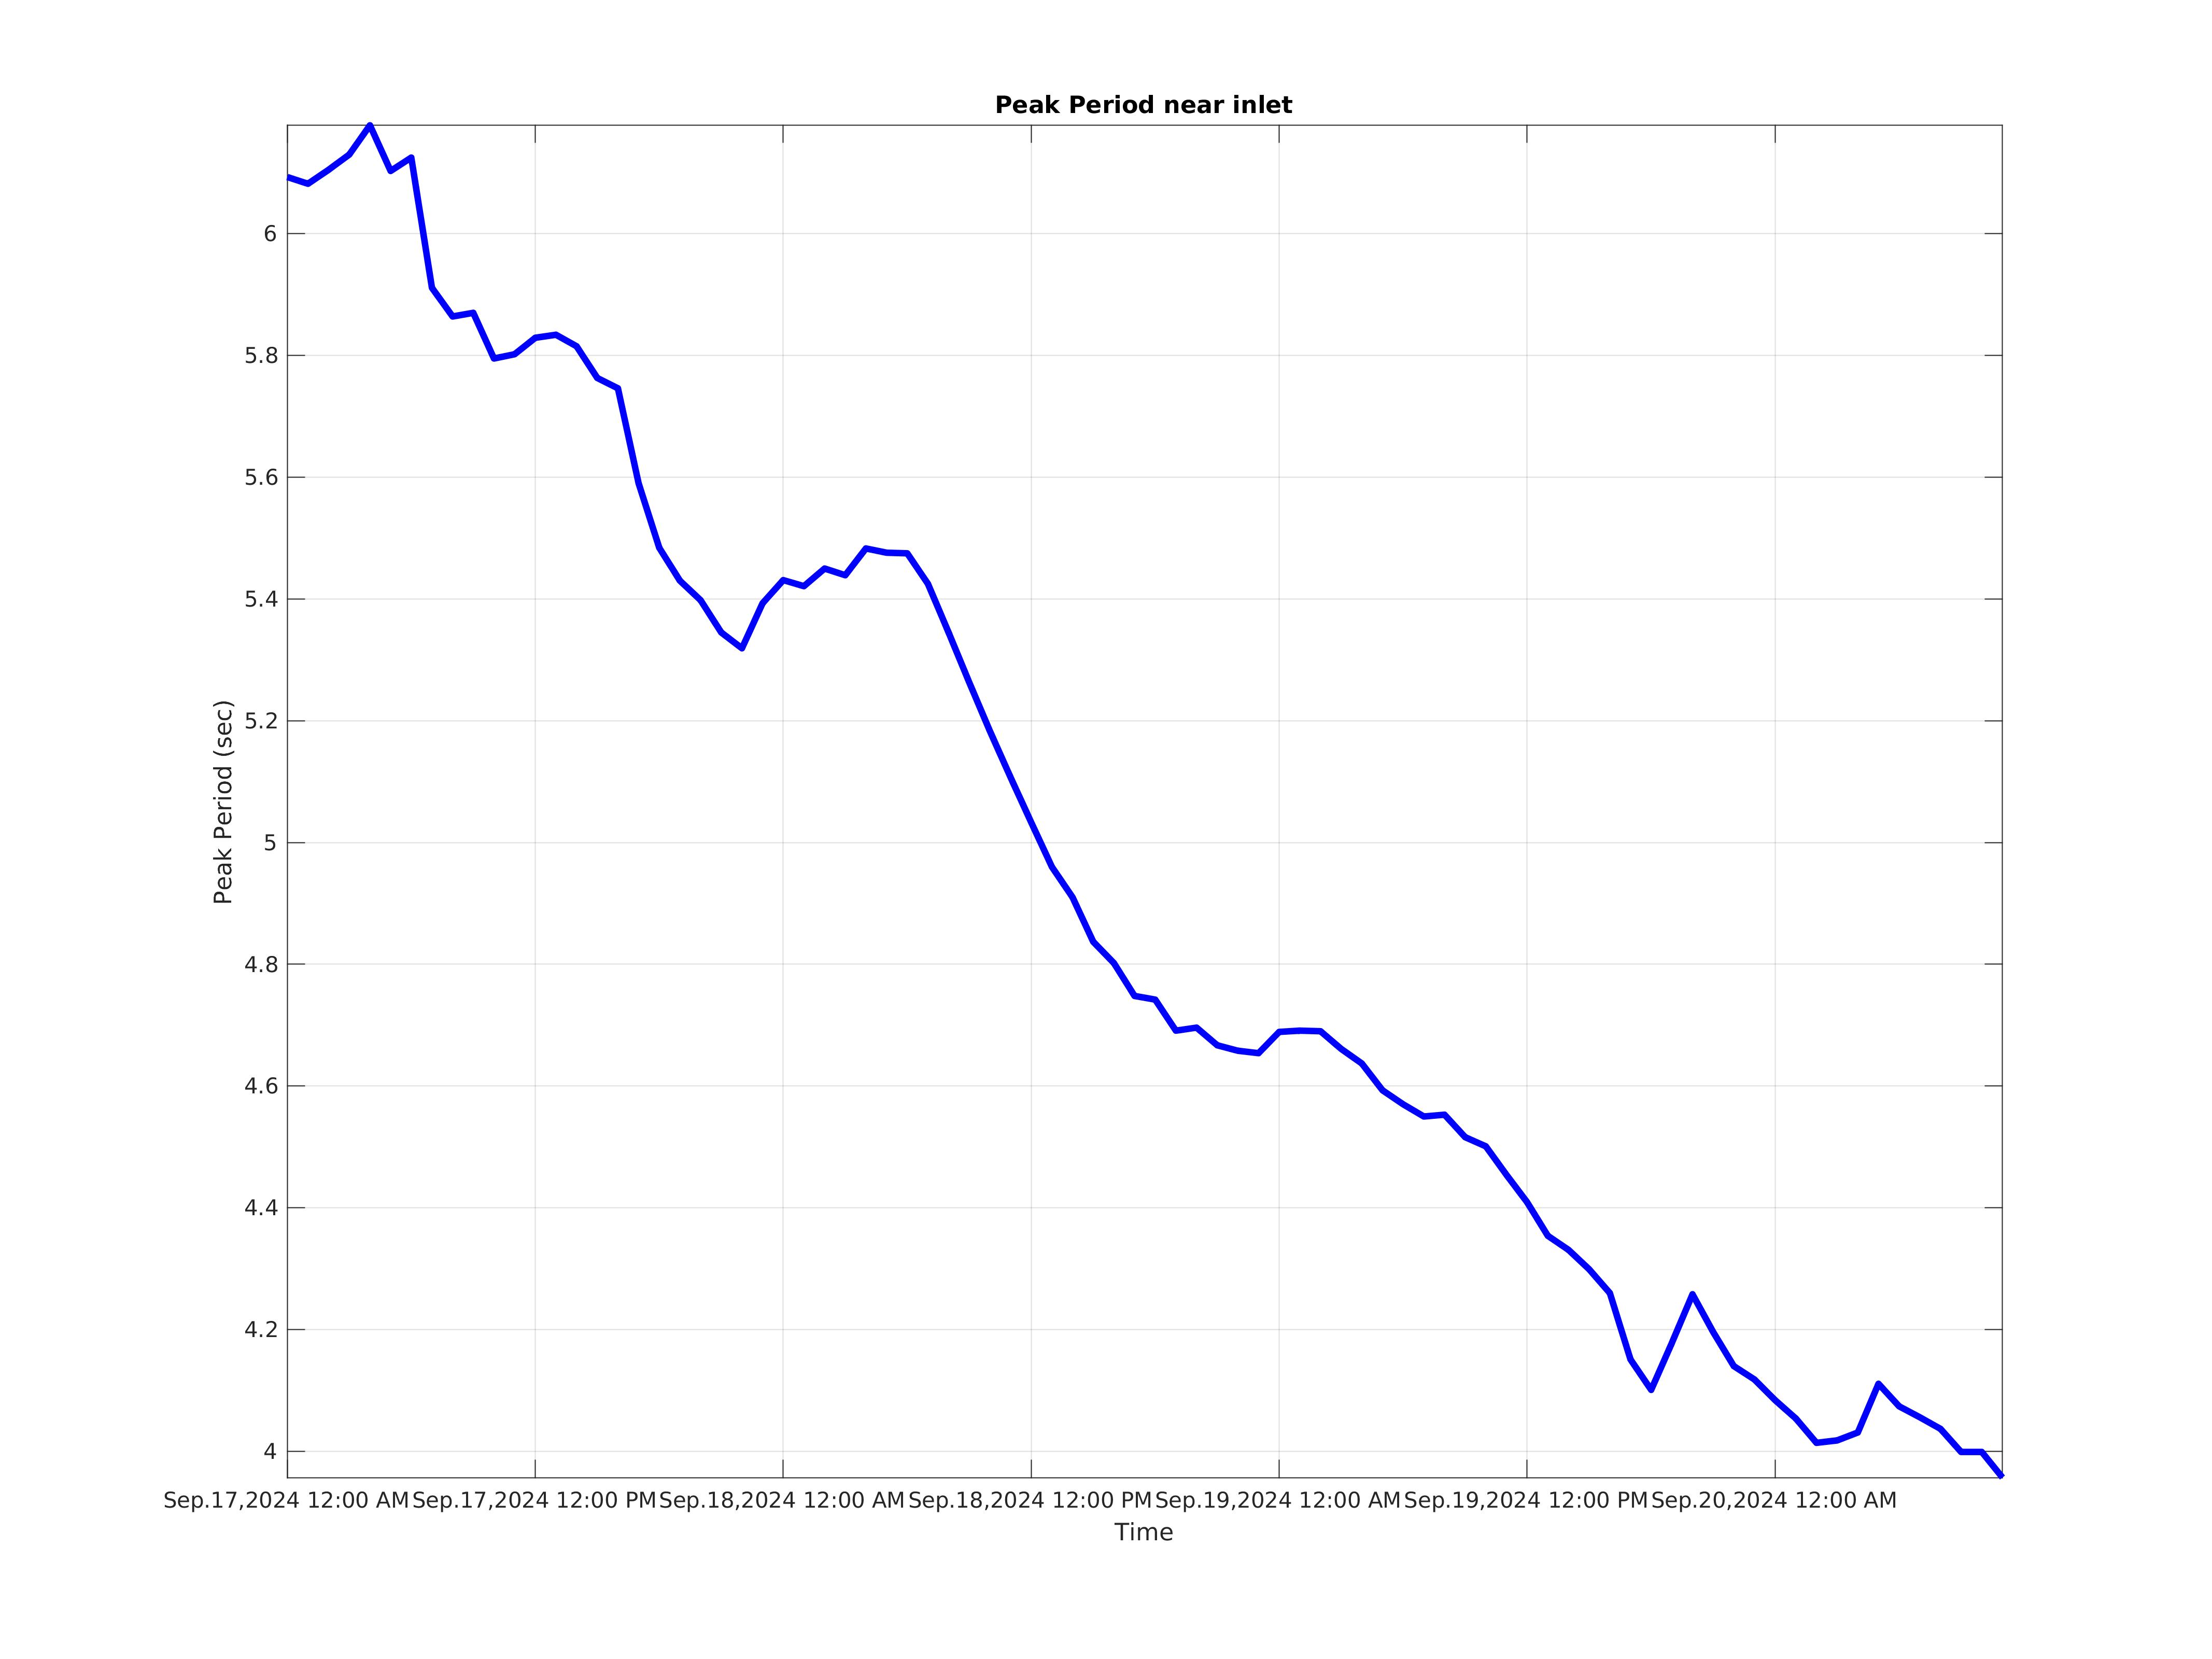 Peak Period near inlet
6
5.8
5.6
5.4
5.2
5
4.8
4.6
4.4
4.2
4
Peak Period (sec)
Sep.17,2024 12:00 AM Sep.17,2024 12:00 PM Sep.18,2024 12:00 AM Sep.18,2024 12:00 PM Sep.19,2024 12:00 AM Sep.19,2024 12:00 PM Sep.20,2024 12:00 AM
Time